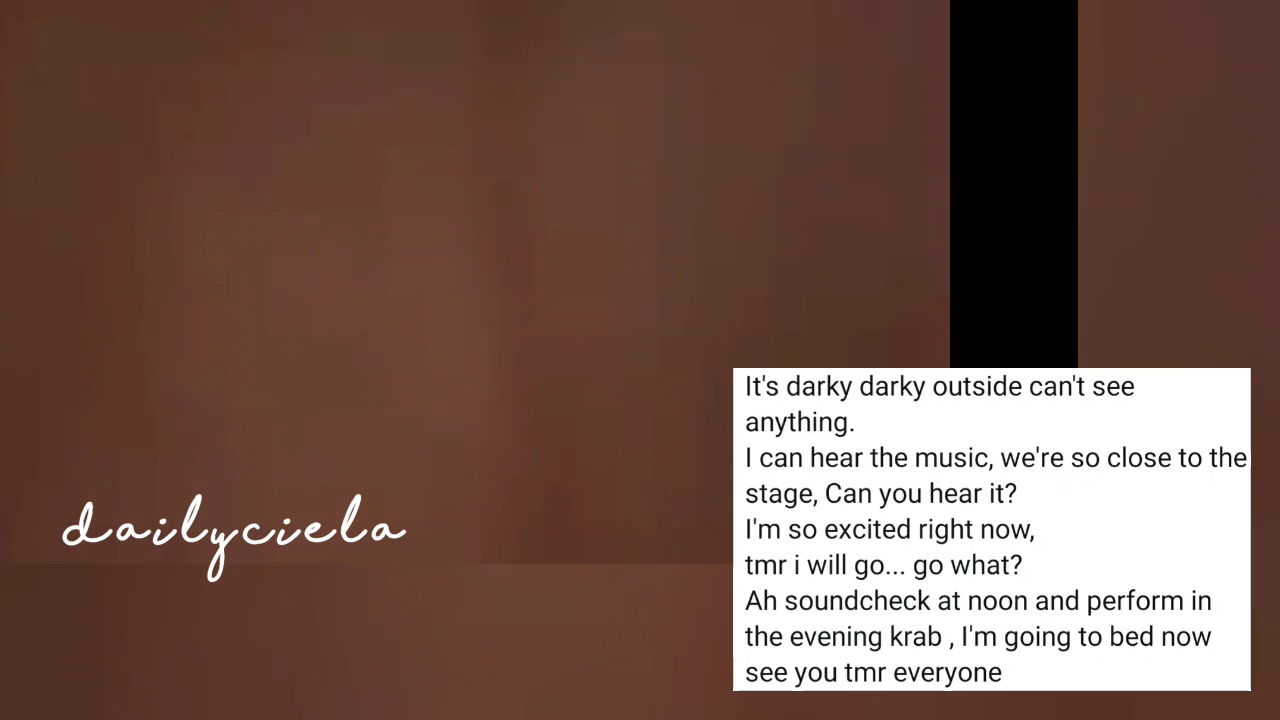 dailyciela
It's darky darky outside can't see
anything.
I can hear the music, we're so close to the
stage, Can you hear it?
I'm so excited right now,
tmr i will go... go what?
Ah soundcheck at noon and perform in
the evening krab , I'm going to bed now
see you tmr everyone